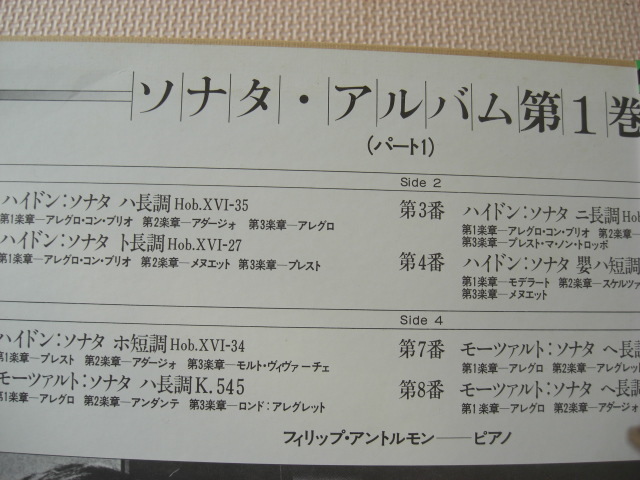 ソナタ・アルバム第1巻
(パート1)
Side 2
ハイドン:ソナタ ハ長調 Hob.XVI-35
第1楽章—アレグロ・コン・ブリオ 第2楽章—アダージョ 第3楽章—アレグロ
ハイドン:ソナタ ト長調 Hob.XVI-27
第1楽章—アレグロ・コン・ブリオ 第2楽章—メヌエット 第3楽章—プレスト
第3番 ハイドン:ソナタ ニ長調 Ho
第1楽章—アレグロ・コン・ブリオ 第2楽章—
第3楽章—プレスト・マ・ノン・トロッポ
第4番 ハイドン:ソナタ 嬰ハ短調
第1楽章—モデラート 第2楽章—スケルツァ
第3楽章—メヌエット
Side 4
ハイドン:ソナタ ホ短調 Hob.XVI-34
第1楽章—プレスト 第2楽章—アダージョ 第3楽章—モルト・ヴィヴァーチェ
モーツァルト:ソナタ ハ長調 K.545
第1楽章—アレグロ 第2楽章—アンダンテ 第3楽章—ロンド:アレグレット
第7番 モーツァルト:ソナタ ヘ長
第1楽章—アレグロ 第2楽章—アレグレット
第8番 モーツァルト:ソナタ ヘ長
第1楽章—アレグロ 第2楽章—アダージョ
フィリップ・アントルモン——ピアノ